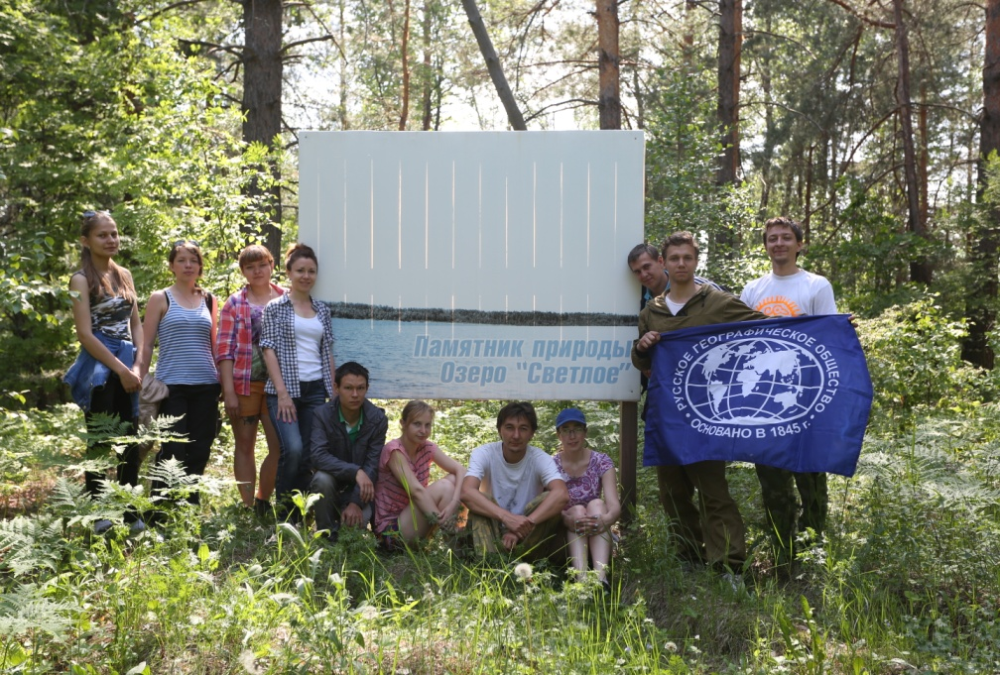 Памятник природы
Озеро "Светлое"
РУССКОЕ ГЕОГРАФИЧЕСКОЕ ОБЩЕСТВО
ОСНОВАНО В 1845 г.